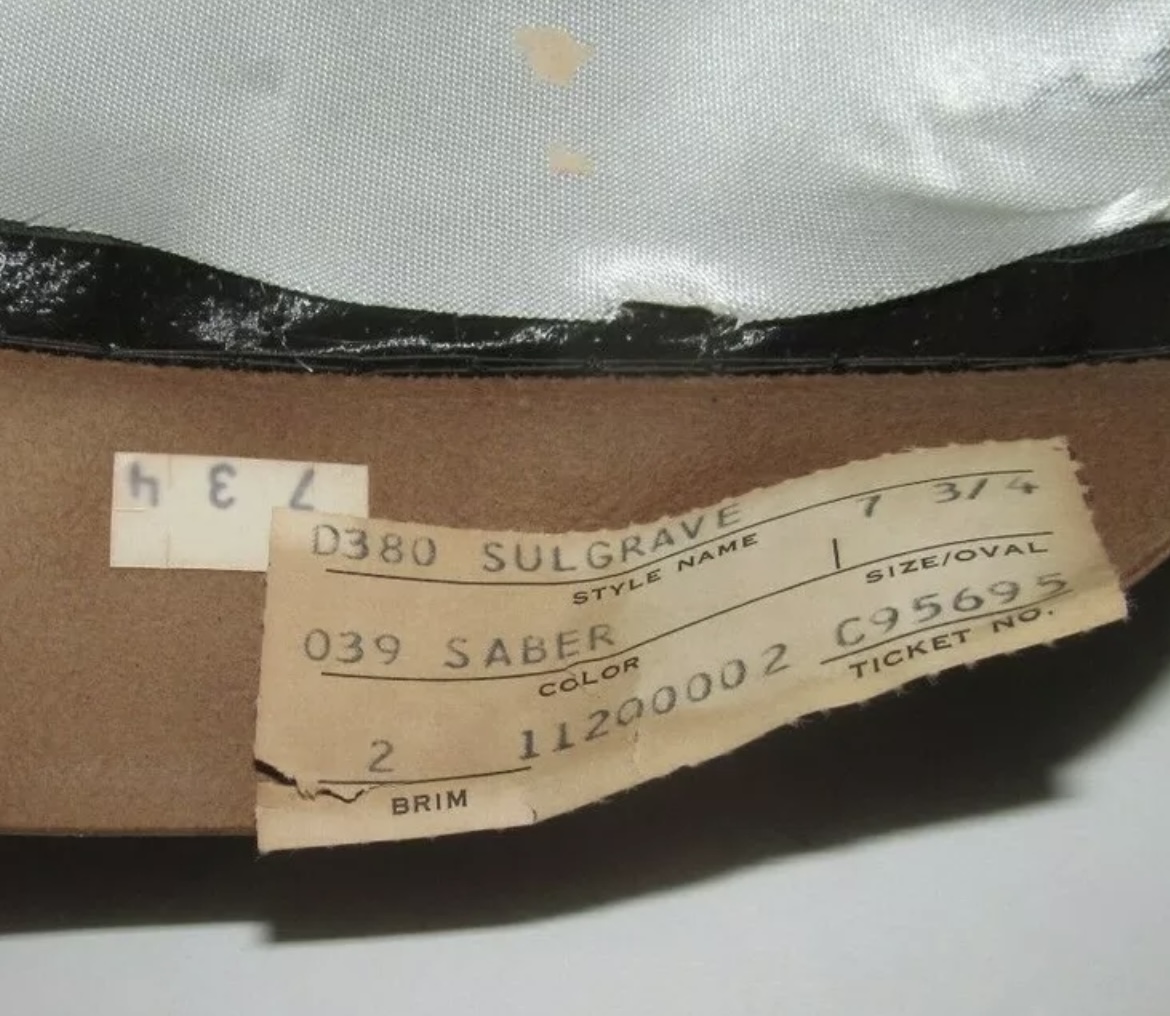 7 3 4
D380 SULGRAVE 7 3/4
STYLE NAME SIZE/OVAL
039 SABER C95695
COLOR TICKET NO.
2 11200002
BRIM